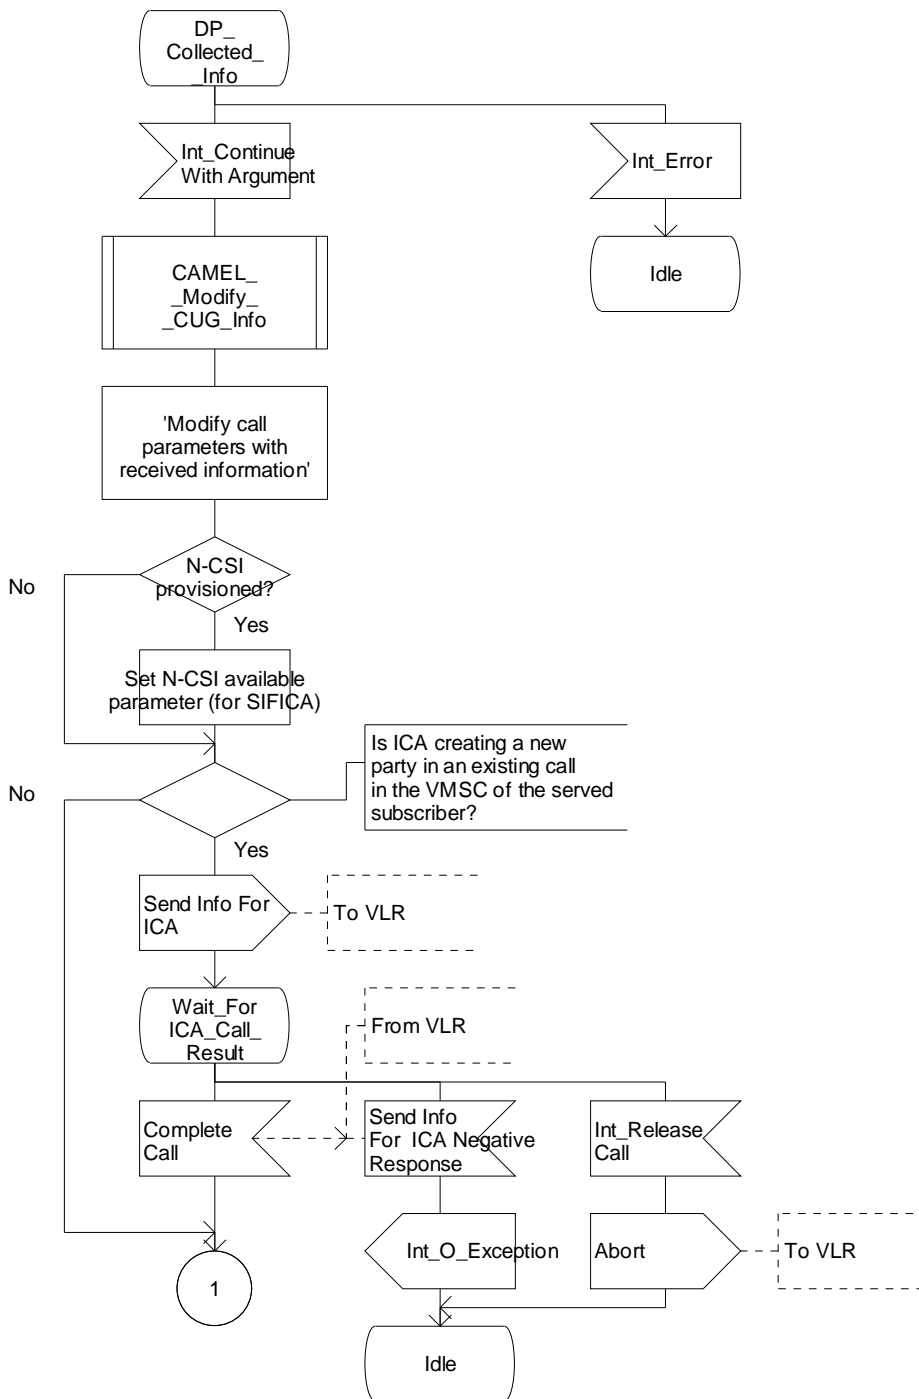 DP_
Collected_
_Info
Int_Continue
With Argument
Int_Error
CAMEL_
_Modify_
_CUG_Info
Idle
'Modify call
parameters with
received information'
N-CSI
provisioned?
No
Yes
Set N-CSI available
parameter (for SIFICA)
Is ICA creating a new
party in an existing call
in the VMSC of the served
subscriber?
No
Yes
Send Info For
ICA
To VLR
Wait_For
ICA_Call_
Result
From VLR
Complete
Call
Send Info
For ICA Negative
Response
Int_Release
Call
Int_O_Exception
Abort
To VLR
1
Idle